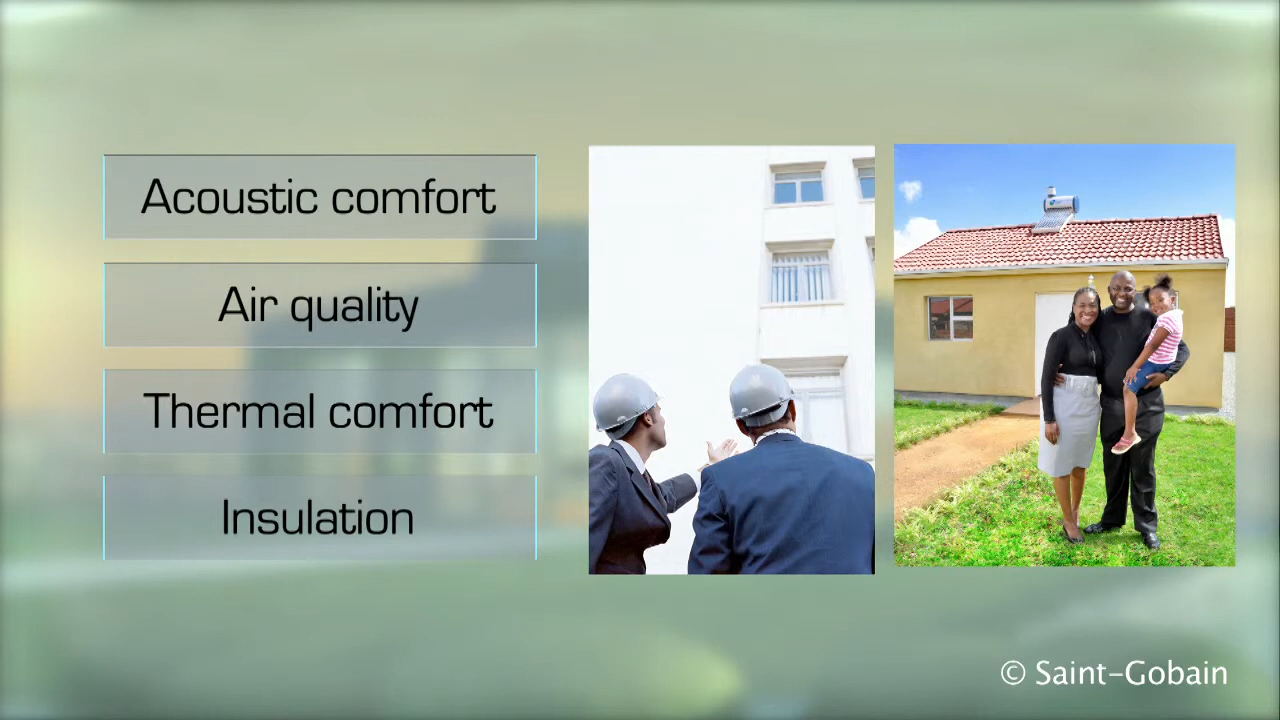 Acoustic comfort
Air quality
Thermal comfort
Insulation
© Saint-Gobain